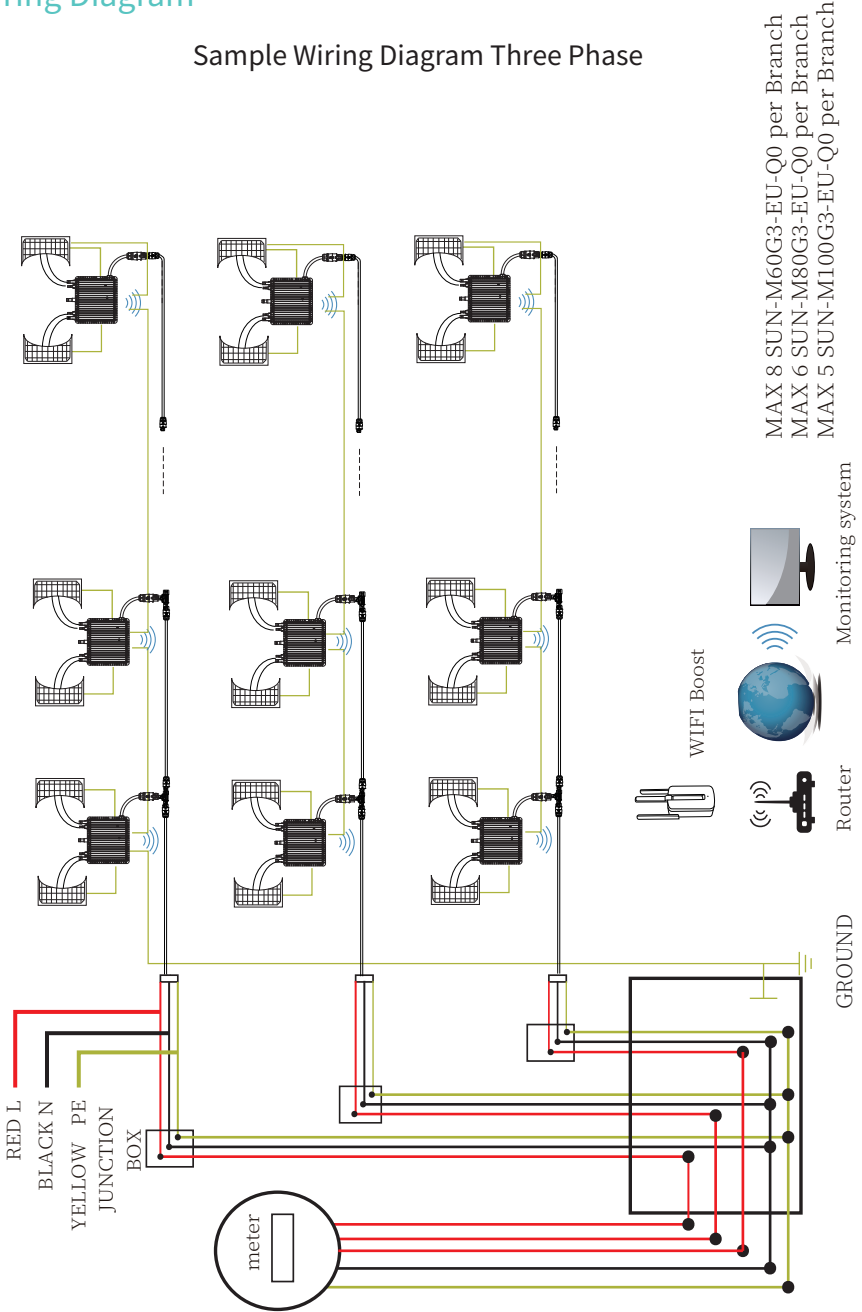 ring Diagram
Sample Wiring Diagram Three Phase
MAX 8 SUN-M60G3-EU-Q0 per Branch
MAX 6 SUN-M80G3-EU-Q0 per Branch
MAX 5 SUN-M100G3-EU-Q0 per Branch
WIFI Boost
Monitoring system
Router
GROUND
RED L
BLACK N
YELLOW PE
JUNCTION
BOX
meter